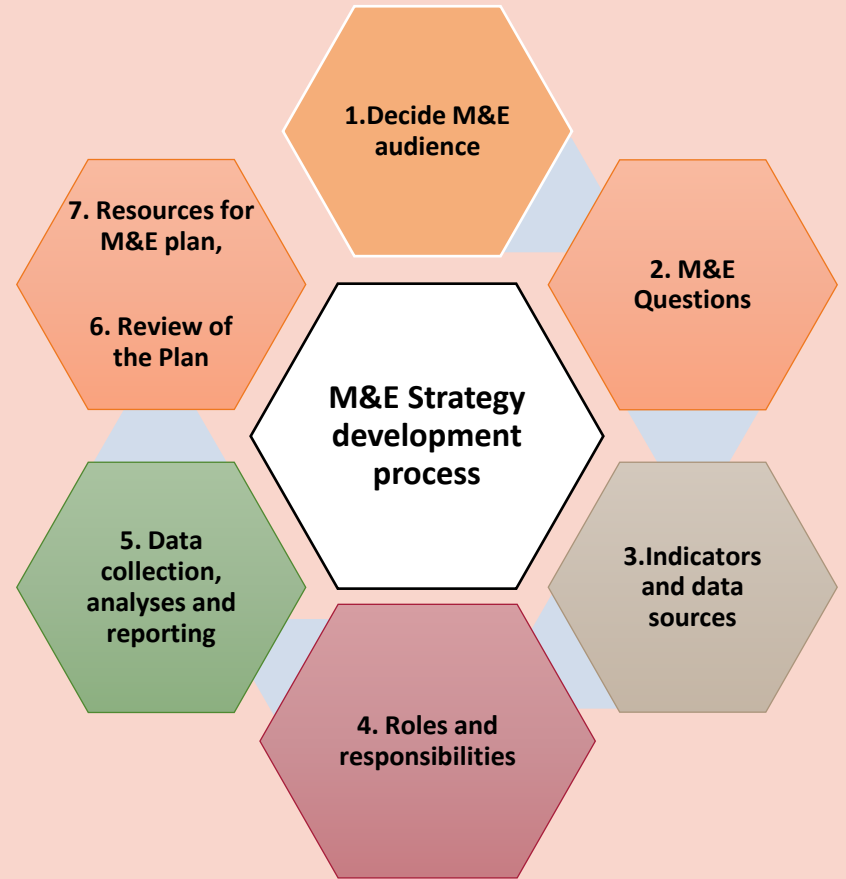 1.Decide M&E
audience
2. M&E
Questions
3.Indicators
and data
sources
4. Roles and
responsibilities
5. Data
collection,
analyses and
reporting
7. Resources for
M&E plan,
6. Review of
the Plan
M&E Strategy
development
process